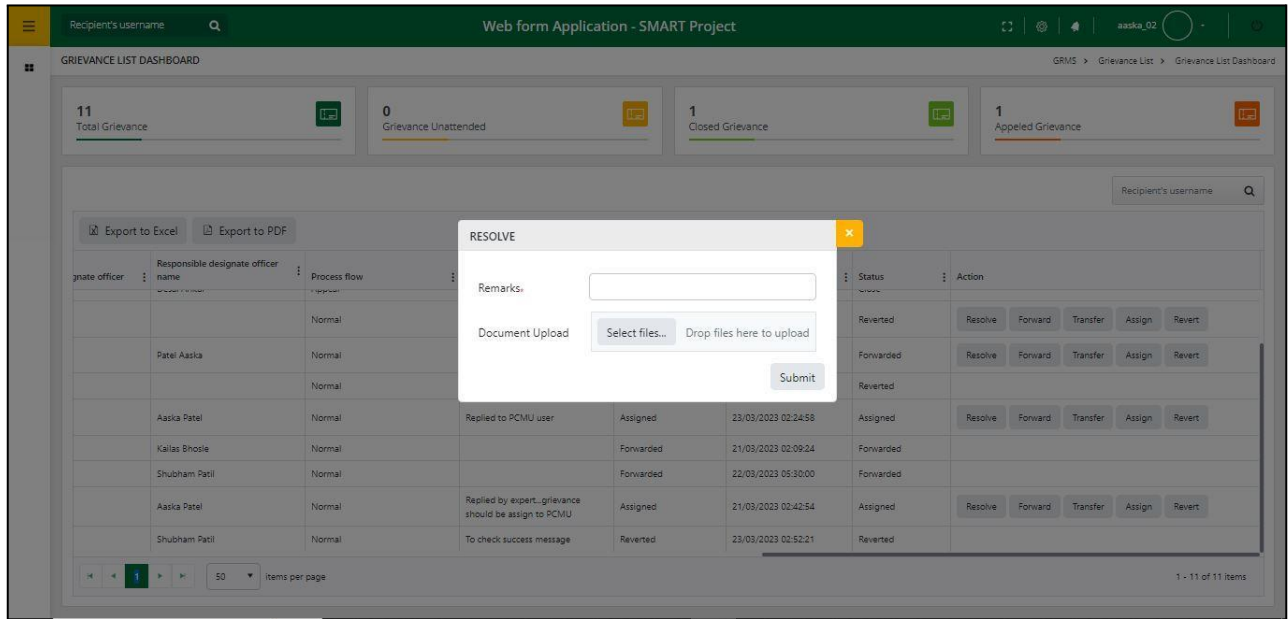 Recipient's username
Web form Application - SMART Project
aaska_02
GRIEVANCE LIST DASHBOARD
GRMS > Grievance List > Grievance List Dashboard
11
Total Grievance
0
Grievance Unattended
1
Closed Grievance
1
Appeled Grievance
Recipient's username
Export to Excel Export to PDF
RESOLVE
×
Remarks*
Document Upload Select files... Drop files here to upload
Submit
gnate officer Responsible designate officer name Process flow Status Action
Desai Ankur Appeal Close
Normal Reverted Resolve Forward Transfer Assign Revert
Patel Aaska Normal Forwarded Resolve Forward Transfer Assign Revert
Normal Reverted
Aaska Patel Normal Replied to PCMU user Assigned 23/03/2023 02:24:58 Assigned Resolve Forward Transfer Assign Revert
Kailas Bhosle Normal Forwarded 21/03/2023 02:09:24 Forwarded
Shubham Patil Normal Forwarded 22/03/2023 05:30:00 Forwarded
Aaska Patel Normal Replied by expert...grievance should be assign to PCMU Assigned 21/03/2023 02:42:54 Assigned Resolve Forward Transfer Assign Revert
Shubham Patil Normal To check success message Reverted 23/03/2023 02:52:21 Reverted
1 50 items per page
1 - 11 of 11 items